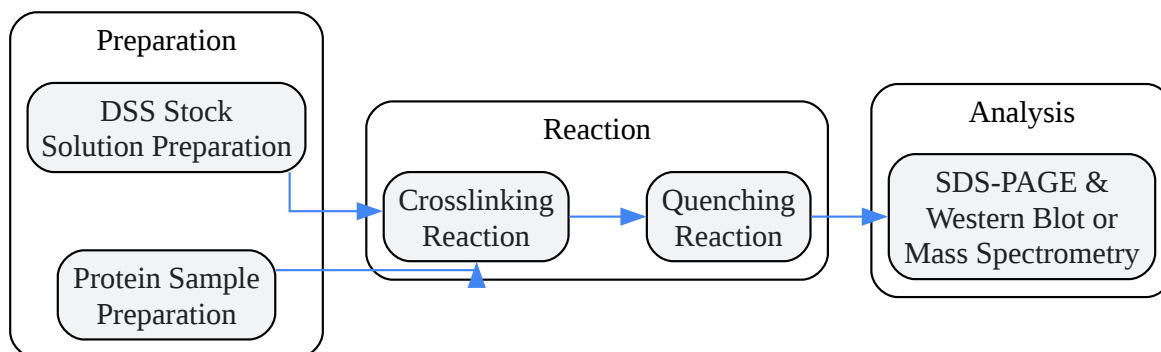 Preparation
DSS Stock
Solution Preparation
Protein Sample
Preparation
Reaction
Crosslinking
Reaction
Quenching
Reaction
Analysis
SDS-PAGE &
Western Blot or
Mass Spectrometry